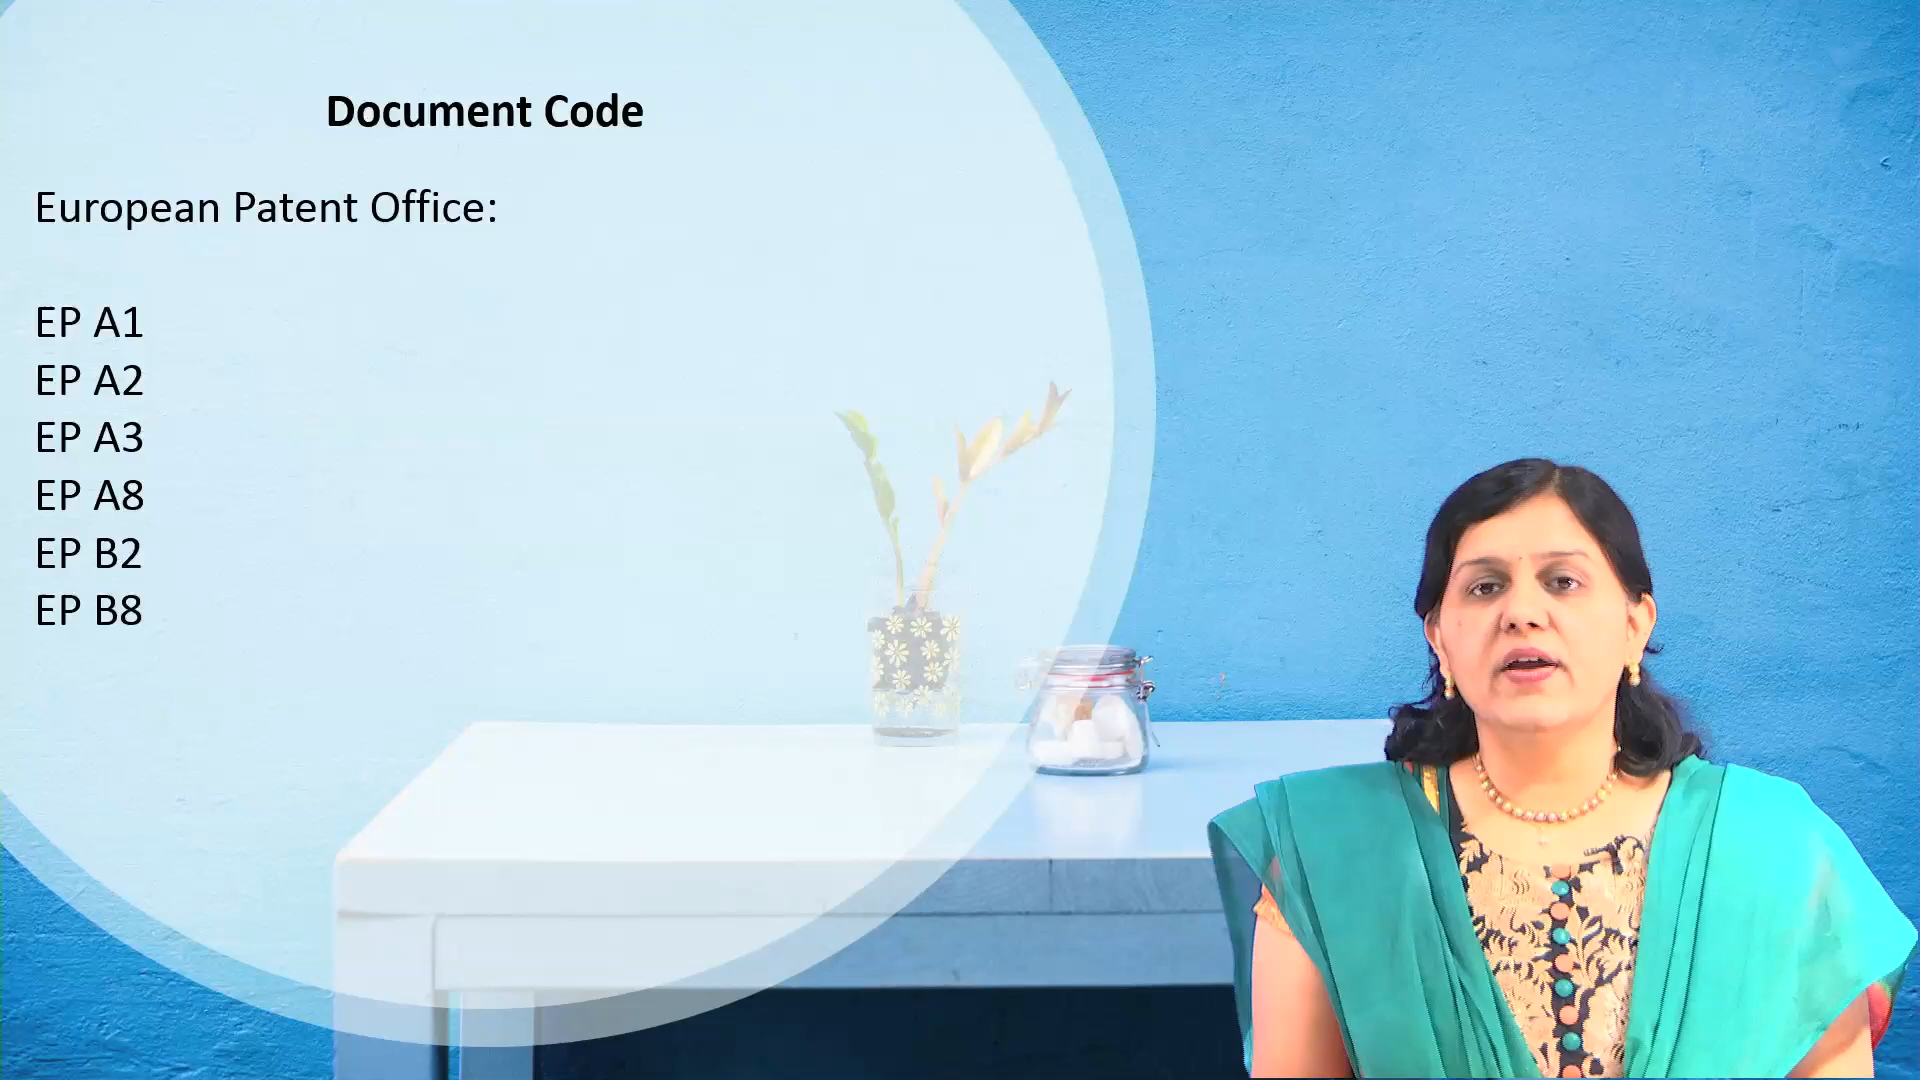 Document Code
European Patent Office:
EP A1
EP A2
EP A3
EP A8
EP B2
EP B8